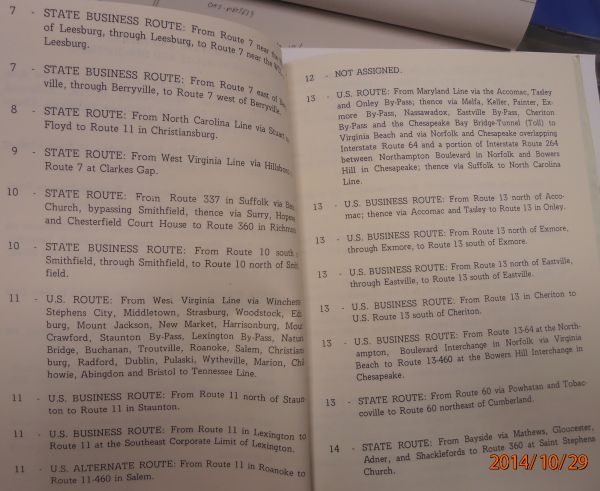 7 - STATE BUSINESS ROUTE: From Route 7 near the
of Leesburg, through Leesburg, to Route 7 near the
Leesburg.
7 - STATE BUSINESS ROUTE: From Route 7 east of
ville, through Berryville, to Route 7 west of Berryville.
8 - STATE ROUTE: From North Carolina Line via Stuart
Floyd to Route 11 in Christiansburg.
9 - STATE ROUTE: From West Virginia Line via Hillsboro
Route 7 at Clarkes Gap.
10 - STATE ROUTE: From Route 337 in Suffolk via
Church, bypassing Smithfield, thence via Surry,
and Chesterfield Court House to Route 360 in
10 - STATE BUSINESS ROUTE: From Route 10 south
Smithfield, through Smithfield, to Route 10 north of
field.
11 - U.S. ROUTE: From West Virginia Line via
Stephens City, Middletown, Strasburg, Woodstock,
burg, Mount Jackson, New Market, Harrisonburg,
Crawford, Staunton By-Pass, Lexington By-Pass,
Bridge, Buchanan, Troutville, Roanoke, Salem,
burg, Radford, Dublin, Pulaski, Wytheville, Marion,
howie, Abingdon and Bristol to Tennessee Line.
11 - U.S. BUSINESS ROUTE: From Route 11 north of
ton to Route 11 in Staunton.
11 - U.S. BUSINESS ROUTE: From Route 11 in Lexington to
Route 11 at the Southeast Corporate Limit of Lexington.
11 - U.S. ALTERNATE ROUTE: From Route 11 in Roanoke to
Route 11-460 in Salem.
12 - NOT ASSIGNED.
13 - U.S. ROUTE: From Maryland Line via the Accomac, Tasley
and Onley By-Pass; thence via Melfa, Keller, Painter, Ex-
more By-Pass, Nassawadox, Eastville By-Pass, Cheriton
By-Pass and the Chesapeake Bay Bridge-Tunnel (Toll) to
Virginia Beach and via Norfolk and Chesapeake overlapping
Interstate Route 64 and a portion of Interstate Route 264
between Northampton Boulevard in Norfolk and Bowers
Hill in Chesapeake; thence via Suffolk to North Carolina
Line.
13 - U.S. BUSINESS ROUTE: From Route 13 north of Acco-
mac; thence via Accomac and Tasley to Route 13 in Onley.
13 - U.S. BUSINESS ROUTE: From Route 13 north of Exmore,
through Exmore, to Route 13 south of Exmore.
13 - U.S. BUSINESS ROUTE: From Route 13 north of Eastville,
through Eastville, to Route 13 south of Eastville.
13 - U.S. BUSINESS ROUTE: From Route 13 in Cheriton to
U.S. Route 13 south of Cheriton.
13 - U.S. BUSINESS ROUTE: From Route 13-64 at the North-
ampton, Boulevard Interchange in Norfolk via Virginia
Beach to Route 13-460 at the Bowers Hill Interchange in
Chesapeake.
13 - STATE ROUTE: From Route 60 via Powhatan and Tobac-
coville to Route 60 northeast of Cumberland.
14 - STATE ROUTE: From Bayside via Mathews, Gloucester,
Adner, and Shacklefords to Route 360 at Saint Stephens
Church.
2014/10/29